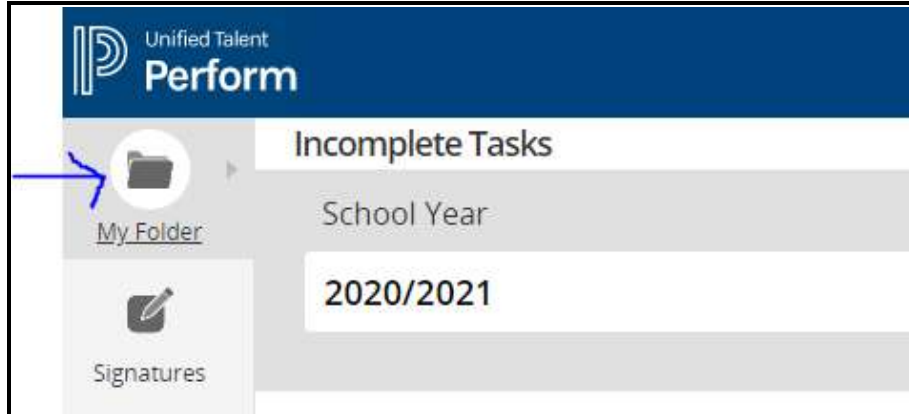 Unified Talent
Perform
Incomplete Tasks
My Folder
School Year
2020/2021
Signatures